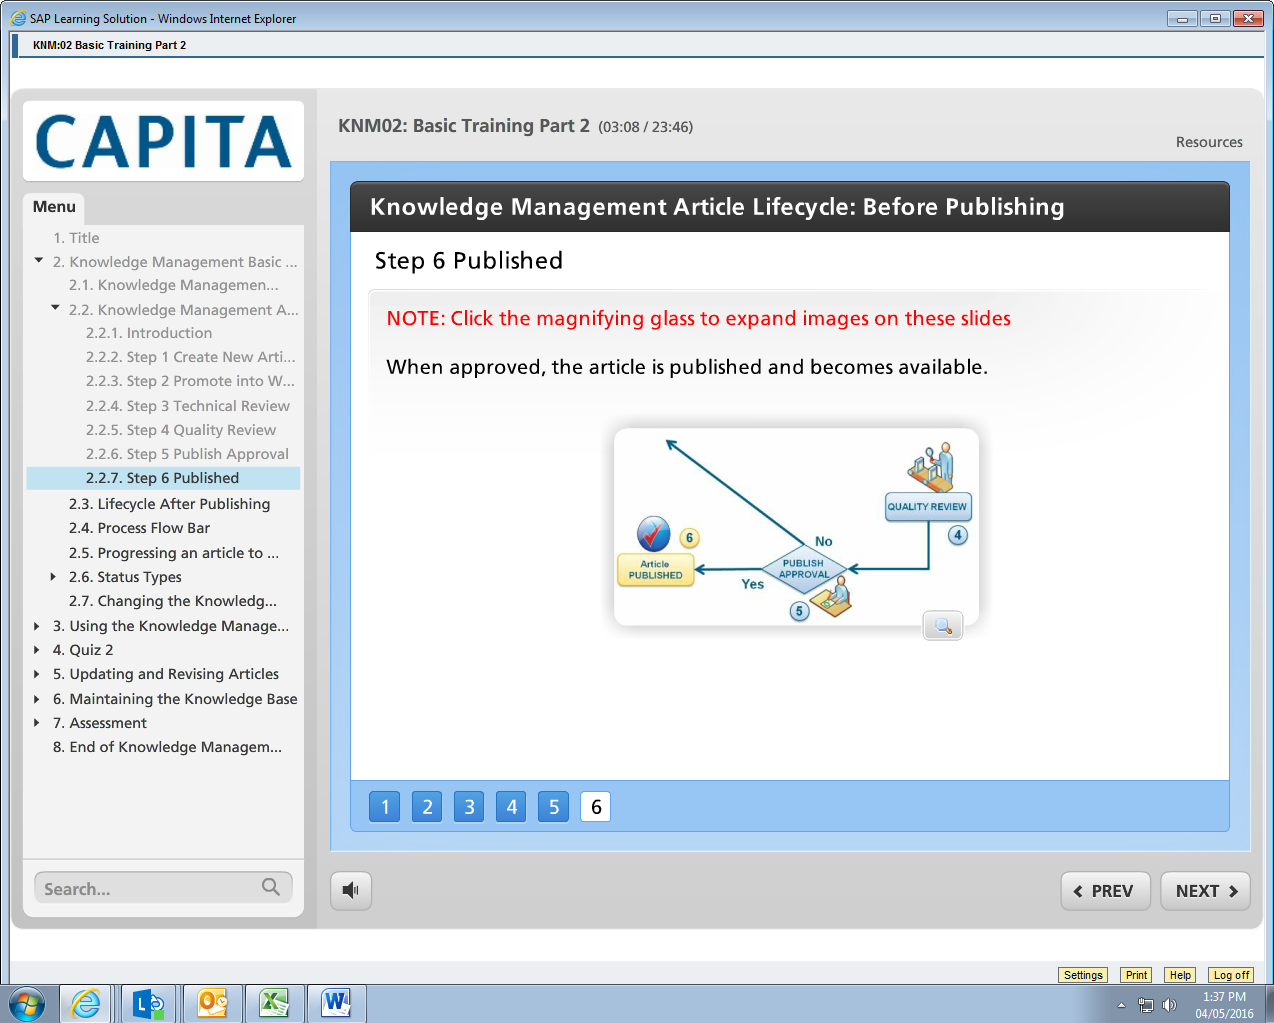 SAP Learning Solution - Windows Internet Explorer
KNM:02 Basic Training Part 2
CAPITA
KNM02: Basic Training Part 2 (03:08 / 23:46)
Resources
Menu
1. Title
2. Knowledge Management Basic ...
2.1. Knowledge Managemen...
2.2. Knowledge Management A...
2.2.1. Introduction
2.2.2. Step 1 Create New Arti...
2.2.3. Step 2 Promote into W...
2.2.4. Step 3 Technical Review
2.2.5. Step 4 Quality Review
2.2.6. Step 5 Publish Approval
2.2.7. Step 6 Published
2.3. Lifecycle After Publishing
2.4. Process Flow Bar
2.5. Progressing an article to ...
2.6. Status Types
2.7. Changing the Knowledg...
3. Using the Knowledge Manage...
4. Quiz 2
5. Updating and Revising Articles
6. Maintaining the Knowledge Base
7. Assessment
8. End of Knowledge Managem...
Search...
Knowledge Management Article Lifecycle: Before Publishing
Step 6 Published
NOTE: Click the magnifying glass to expand images on these slides
When approved, the article is published and becomes available.
QUALITY REVIEW
4
No
6
Article
PUBLISHED
PUBLISH
APPROVAL
Yes
5
1 2 3 4 5 6
PREV NEXT
Settings Print Help Log off
1:37 PM
04/05/2016